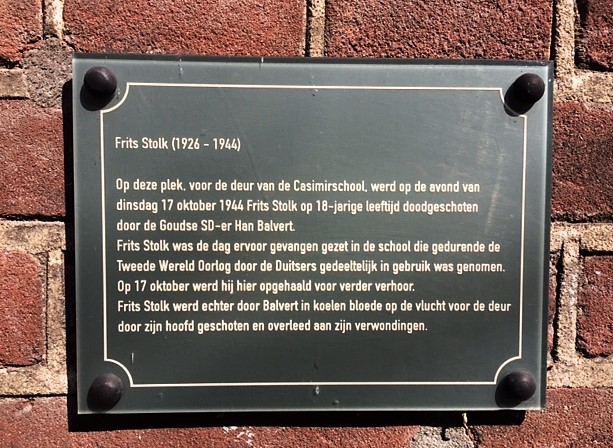 Frits Stolk (1926 - 1944)
Op deze plek, voor de deur van de Casimirschool, werd op de avond van
dinsdag 17 oktober 1944 Frits Stolk op 18-jarige leeftijd doodgeschoten
door de Goudse SD-er Han Balvert.
Frits Stolk was de dag ervoor gevangen gezet in de school die gedurende de
Tweede Wereld Oorlog door de Duitsers gedeeltelijk in gebruik was genomen.
Op 17 oktober werd hij hier opgehaald voor verder verhoor.
Frits Stolk werd echter door Balvert in koelen bloede op de vlucht voor de deur
door zijn hoofd geschoten en overleed aan zijn verwondingen.